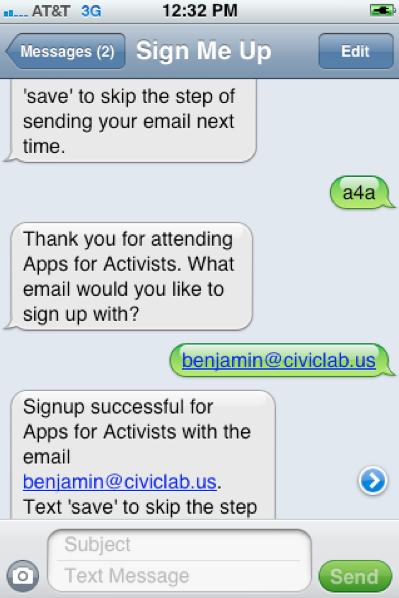 AT&T 3G 12:32 PM
Messages (2) Sign Me Up Edit
'save' to skip the step of
sending your email next
time.
a4a
Thank you for attending
Apps for Activists. What
email would you like to
sign up with?
benjamin@civiclab.us
Signup successful for
Apps for Activists with the
email
benjamin@civiclab.us.
Text 'save' to skip the step
Subject
Text Message Send